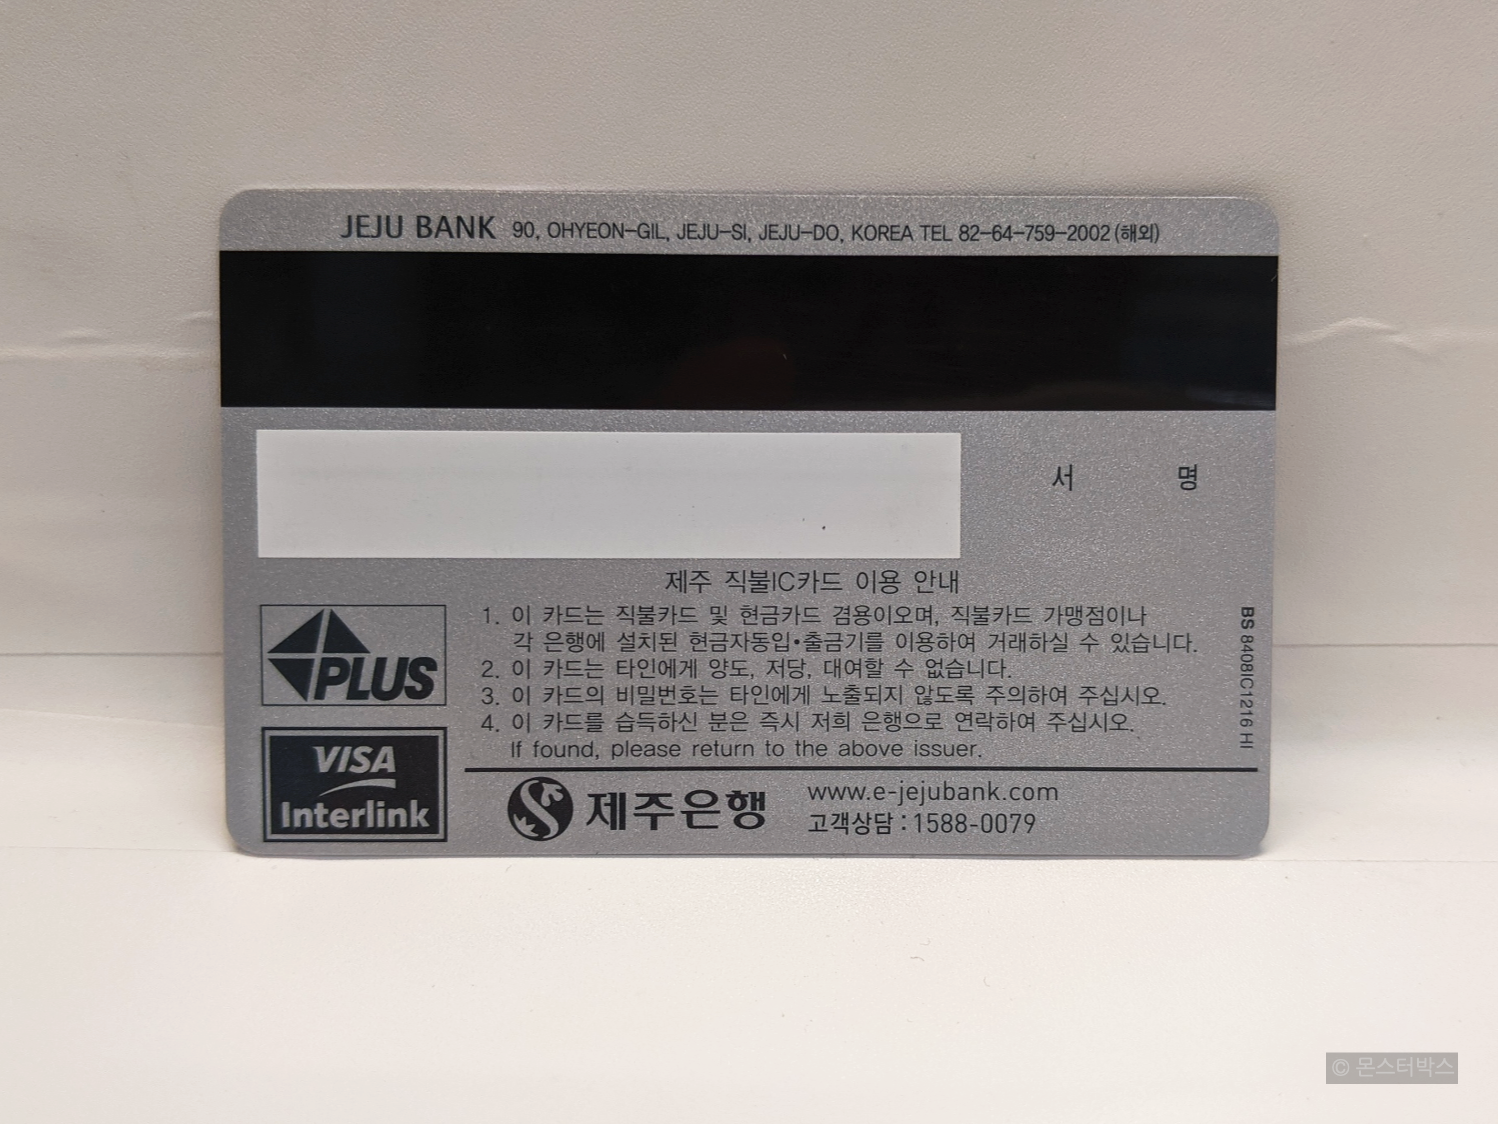 JEJU BANK 90, OHYEON-GIL, JEJU-SI, JEJU-DO, KOREA TEL 82-64-759-2002 (해외)
서 명
제주 직불IC카드 이용 안내
1. 이 카드는 직불카드 및 현금카드 겸용이오며, 직불카드 가맹점이나
각 은행에 설치된 현금자동입•출금기를 이용하여 거래하실 수 있습니다.
2. 이 카드는 타인에게 양도, 저당, 대여할 수 없습니다.
3. 이 카드의 비밀번호는 타인에게 노출되지 않도록 주의하여 주십시오.
4. 이 카드를 습득하신 분은 즉시 저희 은행으로 연락하여 주십시오.
If found, please return to the above issuer.
PLUS
VISA
Interlink
제주은행
www.e-jejubank.com
고객상담 : 1588-0079
BS 8408IC1216 HI
© 몬스터박스